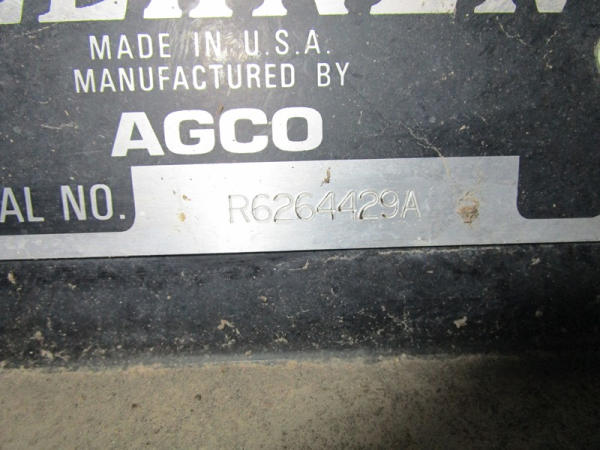 MADE IN U.S.A.
MANUFACTURED BY
AGCO
AL NO. R6264429A